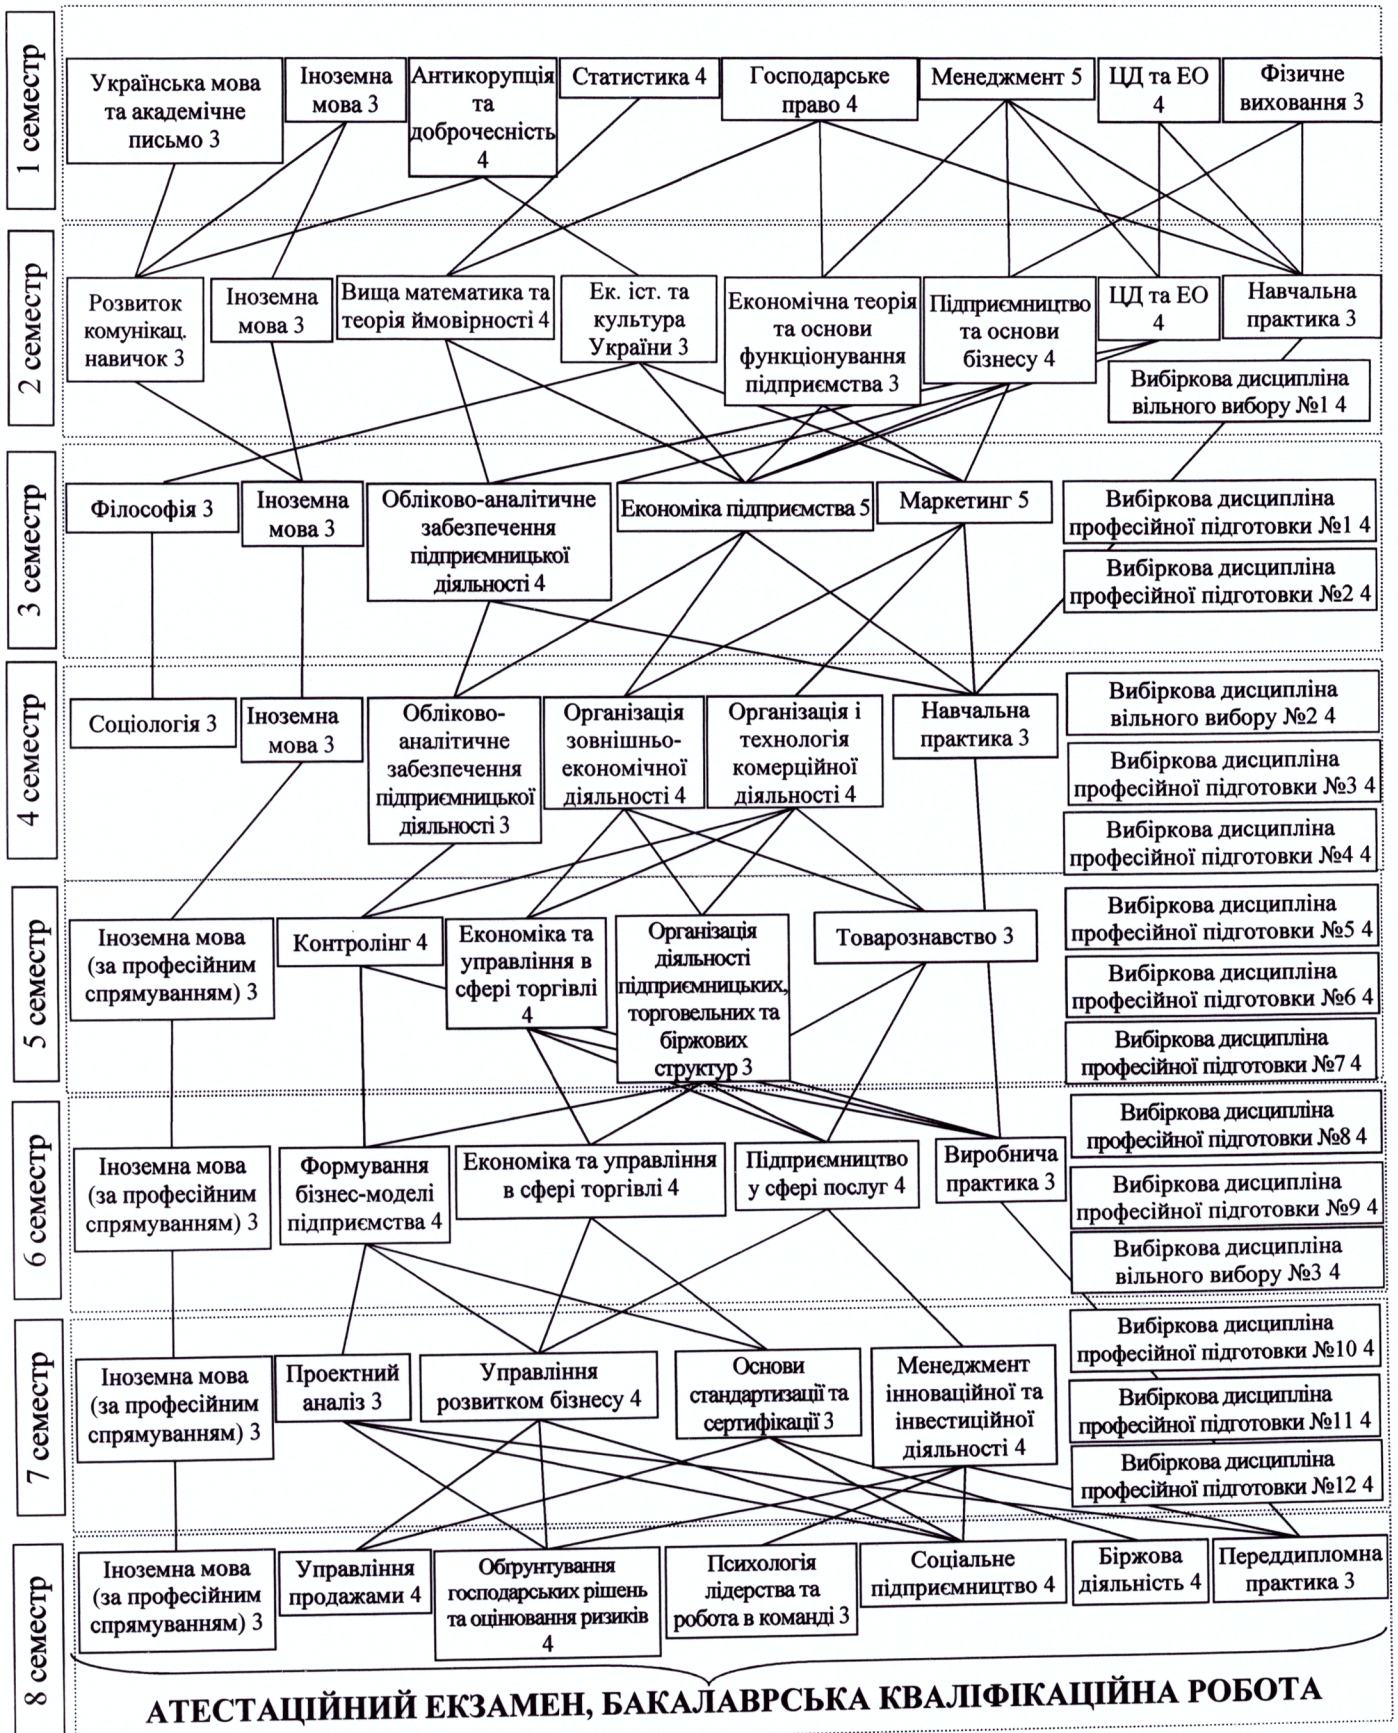 1 семестр
Українська мова
та академічне
письмо 3
Іноземна
мова 3
Антикорупція
та
доброчесність
4
Статистика 4
Господарське
право 4
Менеджмент 5
ЦД та ЕО
4
Фізичне
виховання 3
2 семестр
Розвиток
комунікац.
навичок 3
Іноземна
мова 3
Вища математика та
теорія ймовірності 4
Ек. іст. та
культура
України 3
Економічна теорія
та основи
функціонування
підприємства 3
Підприємництво
та основи
бізнесу 4
ЦД та ЕО
4
Навчальна
практика 3
Вибіркова дисципліна
вільного вибору №1 4
3 семестр
Філософія 3
Іноземна
мова 3
Обліково-аналітичне
забезпечення
підприємницької
діяльності 4
Економіка підприємства 5
Маркетинг 5
Вибіркова дисципліна
професійної підготовки №1 4
Вибіркова дисципліна
професійної підготовки №2 4
4 семестр
Соціологія 3
Іноземна
мова 3
Обліково-
аналітичне
забезпечення
підприємницької
діяльності 3
Організація
зовнішньо-
економічної
діяльності 4
Організація і
технологія
комерційної
діяльності 4
Навчальна
практика 3
Вибіркова дисципліна
вільного вибору №2 4
Вибіркова дисципліна
професійної підготовки №3 4
Вибіркова дисципліна
професійної підготовки №4 4
5 семестр
Іноземна мова
(за професійним
спрямуванням) 3
Контролінг 4
Економіка та
управління в
сфері торгівлі
4
Організація
діяльності
підприємницьких,
торговельних та
біржових
структур 3
Товарознавство 3
Вибіркова дисципліна
професійної підготовки №5 4
Вибіркова дисципліна
професійної підготовки №6 4
Вибіркова дисципліна
професійної підготовки №7 4
6 семестр
Іноземна мова
(за професійним
спрямуванням) 3
Формування
бізнес-моделі
підприємства 4
Економіка та управління
в сфері торгівлі 4
Підприємництво
у сфері послуг 4
Виробнича
практика 3
Вибіркова дисципліна
професійної підготовки №8 4
Вибіркова дисципліна
професійної підготовки №9 4
Вибіркова дисципліна
вільного вибору №3 4
7 семестр
Іноземна мова
(за професійним
спрямуванням) 3
Проектний
аналіз 3
Управління
розвитком бізнесу 4
Основи
стандартизації та
сертифікації 3
Менеджмент
інноваційної та
інвестиційної
діяльності 4
Вибіркова дисципліна
професійної підготовки №10 4
Вибіркова дисципліна
професійної підготовки №11 4
Вибіркова дисципліна
професійної підготовки №12 4
8 семестр
Іноземна мова
(за професійним
спрямуванням) 3
Управління
продажами 4
Обґрунтування
господарських рішень
та оцінювання ризиків
4
Психологія
лідерства та
робота в команді 3
Соціальне
підприємництво 4
Біржова
діяльність 4
Переддипломна
практика 3
АТЕСТАЦІЙНИЙ ЕКЗАМЕН, БАКАЛАВРСЬКА КВАЛІФІКАЦІЙНА РОБОТА